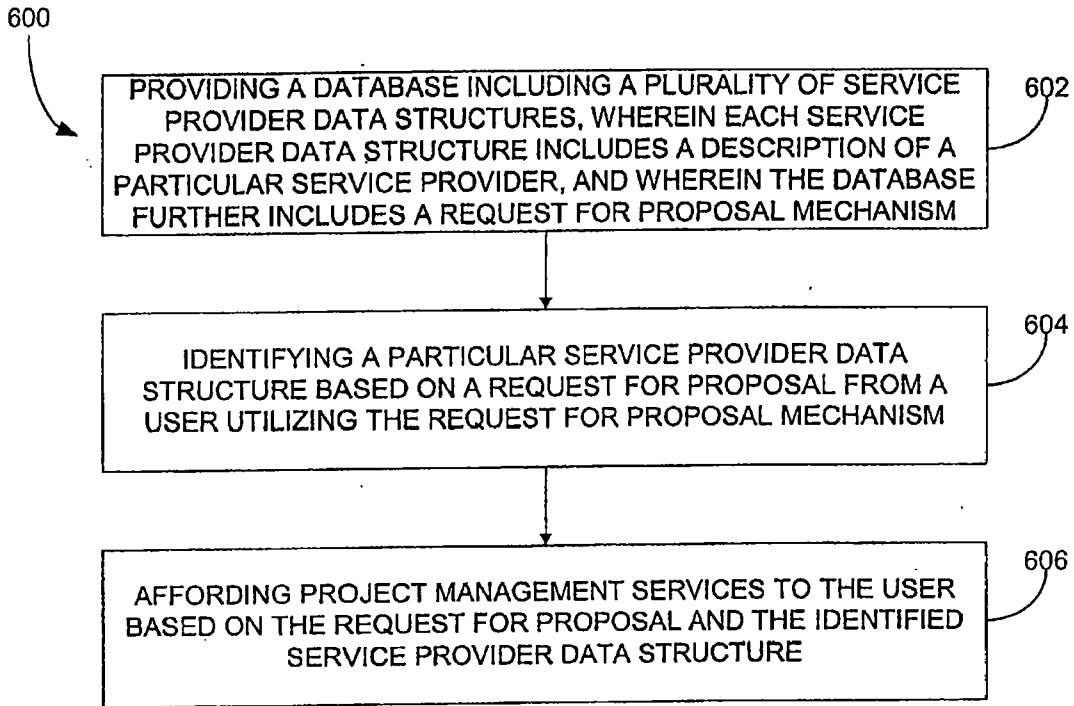 600
PROVIDING A DATABASE INCLUDING A PLURALITY OF SERVICE
PROVIDER DATA STRUCTURES, WHEREIN EACH SERVICE
PROVIDER DATA STRUCTURE INCLUDES A DESCRIPTION OF A
PARTICULAR SERVICE PROVIDER, AND WHEREIN THE DATABASE
FURTHER INCLUDES A REQUEST FOR PROPOSAL MECHANISM
602
IDENTIFYING A PARTICULAR SERVICE PROVIDER DATA
STRUCTURE BASED ON A REQUEST FOR PROPOSAL FROM A
USER UTILIZING THE REQUEST FOR PROPOSAL MECHANISM
604
AFFORDING PROJECT MANAGEMENT SERVICES TO THE USER
BASED ON THE REQUEST FOR PROPOSAL AND THE IDENTIFIED
SERVICE PROVIDER DATA STRUCTURE
606